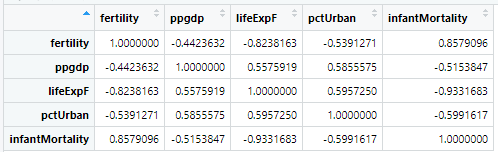 fertility ppgdp lifeExpF pctUrban infantMortality
fertility 1.0000000 -0.4423632 -0.8238163 -0.5391271 0.8579096
ppgdp -0.4423632 1.0000000 0.5575919 0.5855575 -0.5153847
lifeExpF -0.8238163 0.5575919 1.0000000 0.5957250 -0.9331683
pctUrban -0.5391271 0.5855575 0.5957250 1.0000000 -0.5991617
infantMortality 0.8579096 -0.5153847 -0.9331683 -0.5991617 1.0000000